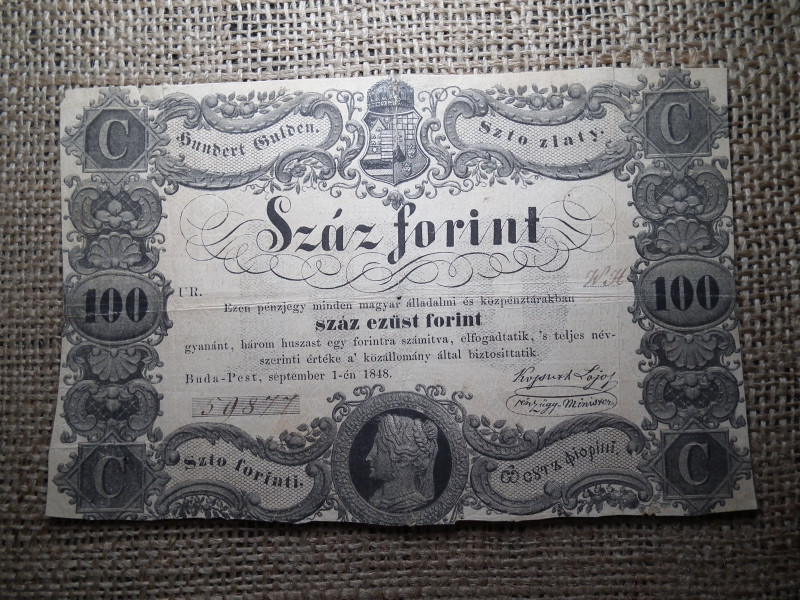 C
Hundert Gulden.
Szto zlaty.
C
Száz forint
100
100
UR.
W. H
Ezen pénzjegy minden magyar álladalmi és közpénztárakban
száz ezüst forint
gyanánt, három huszast egy forintra számitva, elfogadtatik, 's teljes név-
szerinti értéke a' közállomány által biztosittatik.
Buda-Pest, september 1-én 1848.
Kossuth Lajos
pénzügy-Minister
59877
C
Szto forinti.
C